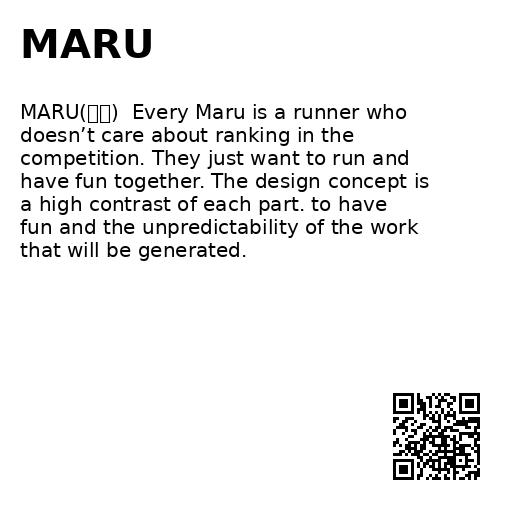 MARU
MARU(▯▯)  Every Maru is a runner who
doesn’t care about ranking in the
competition. They just want to run and
have fun together. The design concept is
a high contrast of each part. to have
fun and the unpredictability of the work
that will be generated.